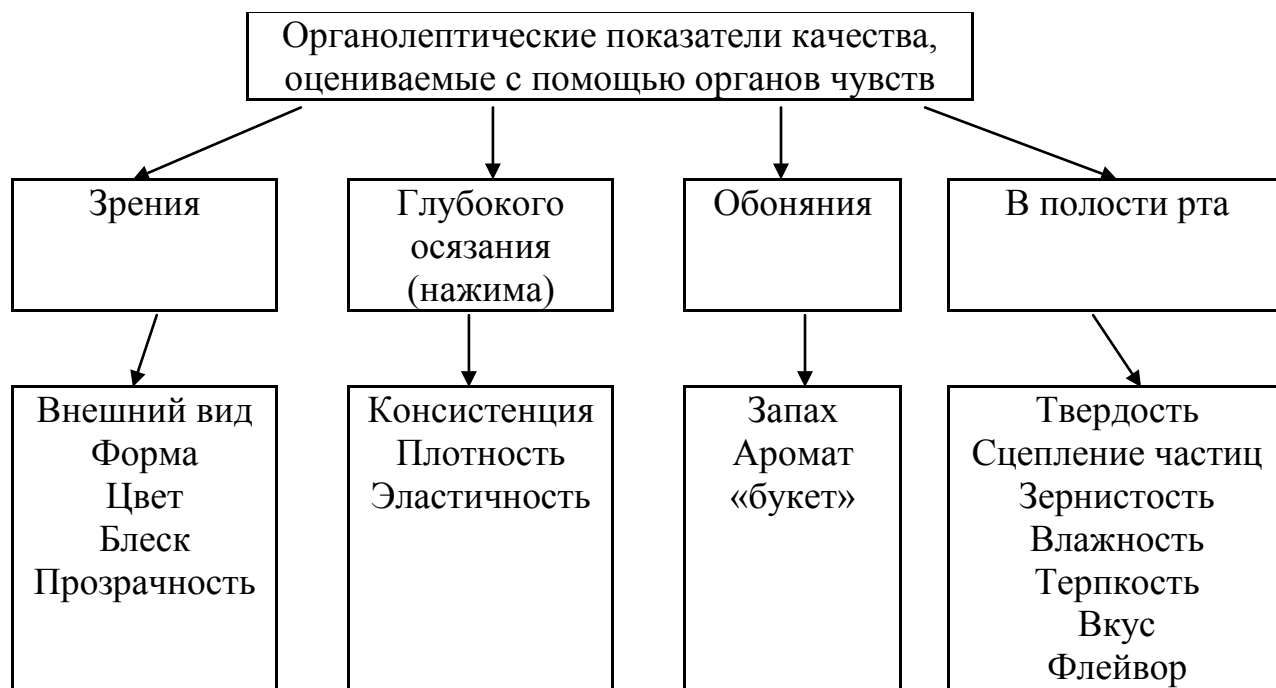 Органолептические показатели качества,
оцениваемые с помощью органов чувств
Зрения
Глубокого
осязания
(нажима)
Обоняния
В полости рта
Внешний вид
Форма
Цвет
Блеск
Прозрачность
Консистенция
Плотность
Эластичность
Запах
Аромат
«букет»
Твердость
Сцепление частиц
Зернистость
Влажность
Терпкость
Вкус
Флейвор